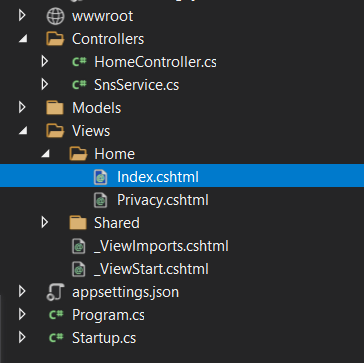 wwwroot
Controllers
C# HomeController.cs
C# SnsService.cs
Models
Views
Home
Index.cshtml
Privacy.cshtml
Shared
_ViewImports.cshtml
_ViewStart.cshtml
appsettings.json
C# Program.cs
C# Startup.cs